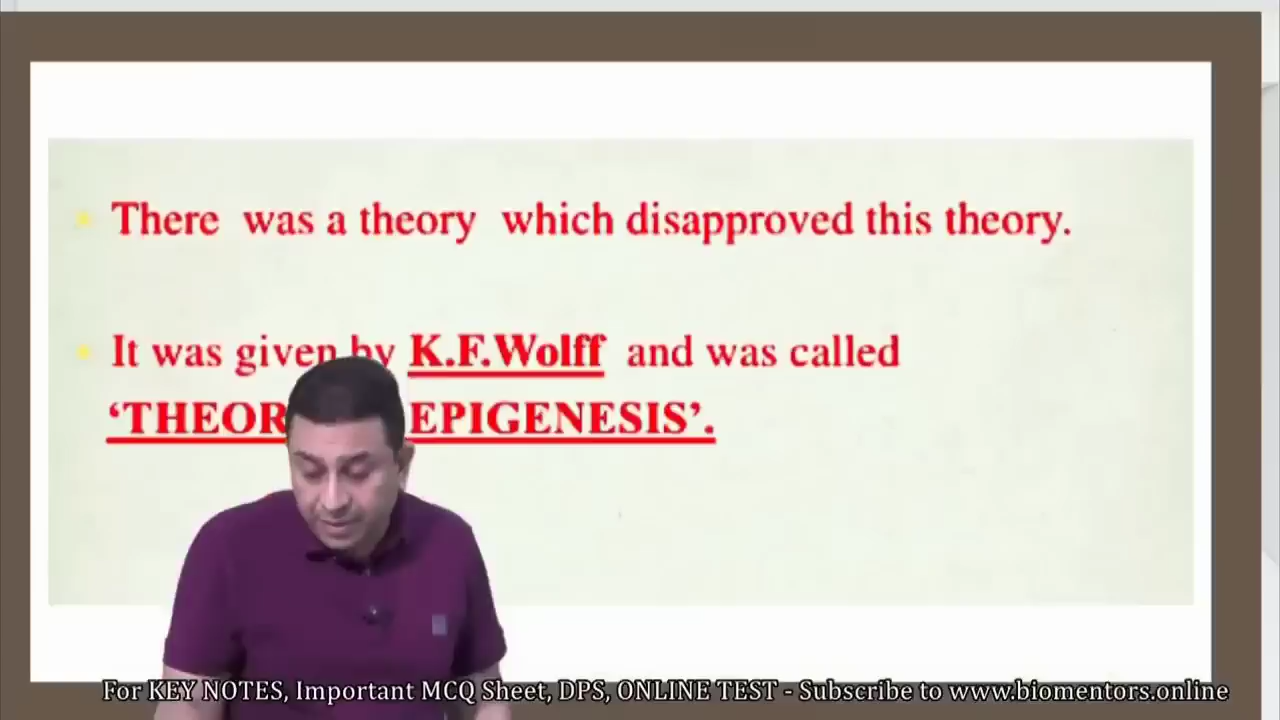 There was a theory which disapproved this theory.
It was given by K.F.Wolff and was called
‘THEOR EPIGENESIS’.
For KEY NOTES, Important MCQ Sheet, DPS, ONLINE TEST - Subscribe to www.biomentors.online